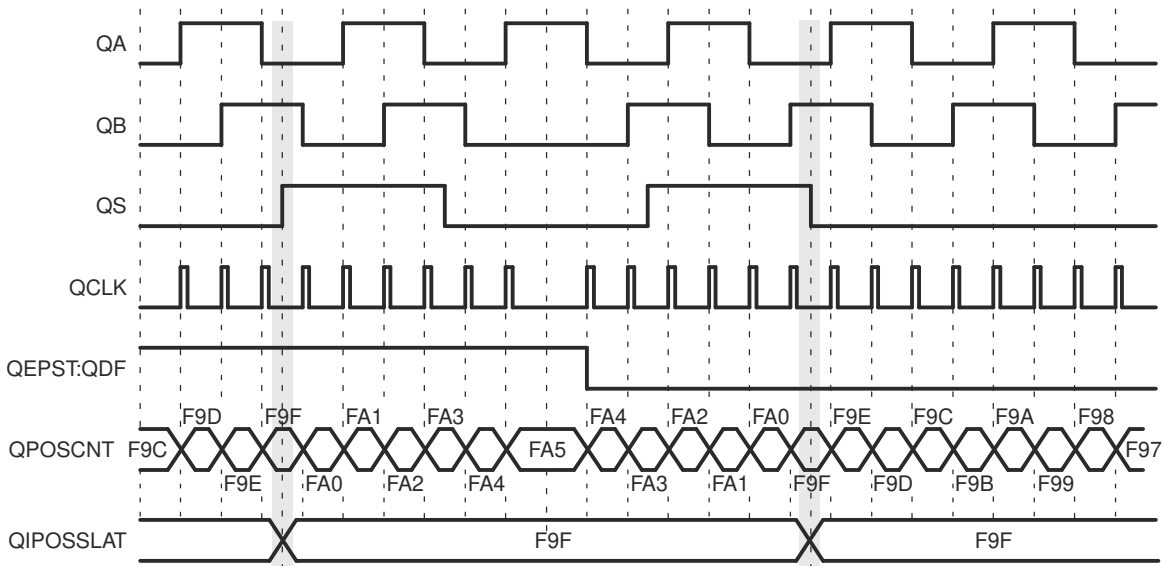 QA
QB
QS
QCLK
QEPST:QDF
F9D F9F FA1 FA3 FA4 FA2 FA0 F9E F9C F9A F98
QPOSCNT F9C FA5 F97
F9E FA0 FA2 FA4 FA3 FA1 F9F F9D F9B F99
QIPOSSLAT F9F F9F